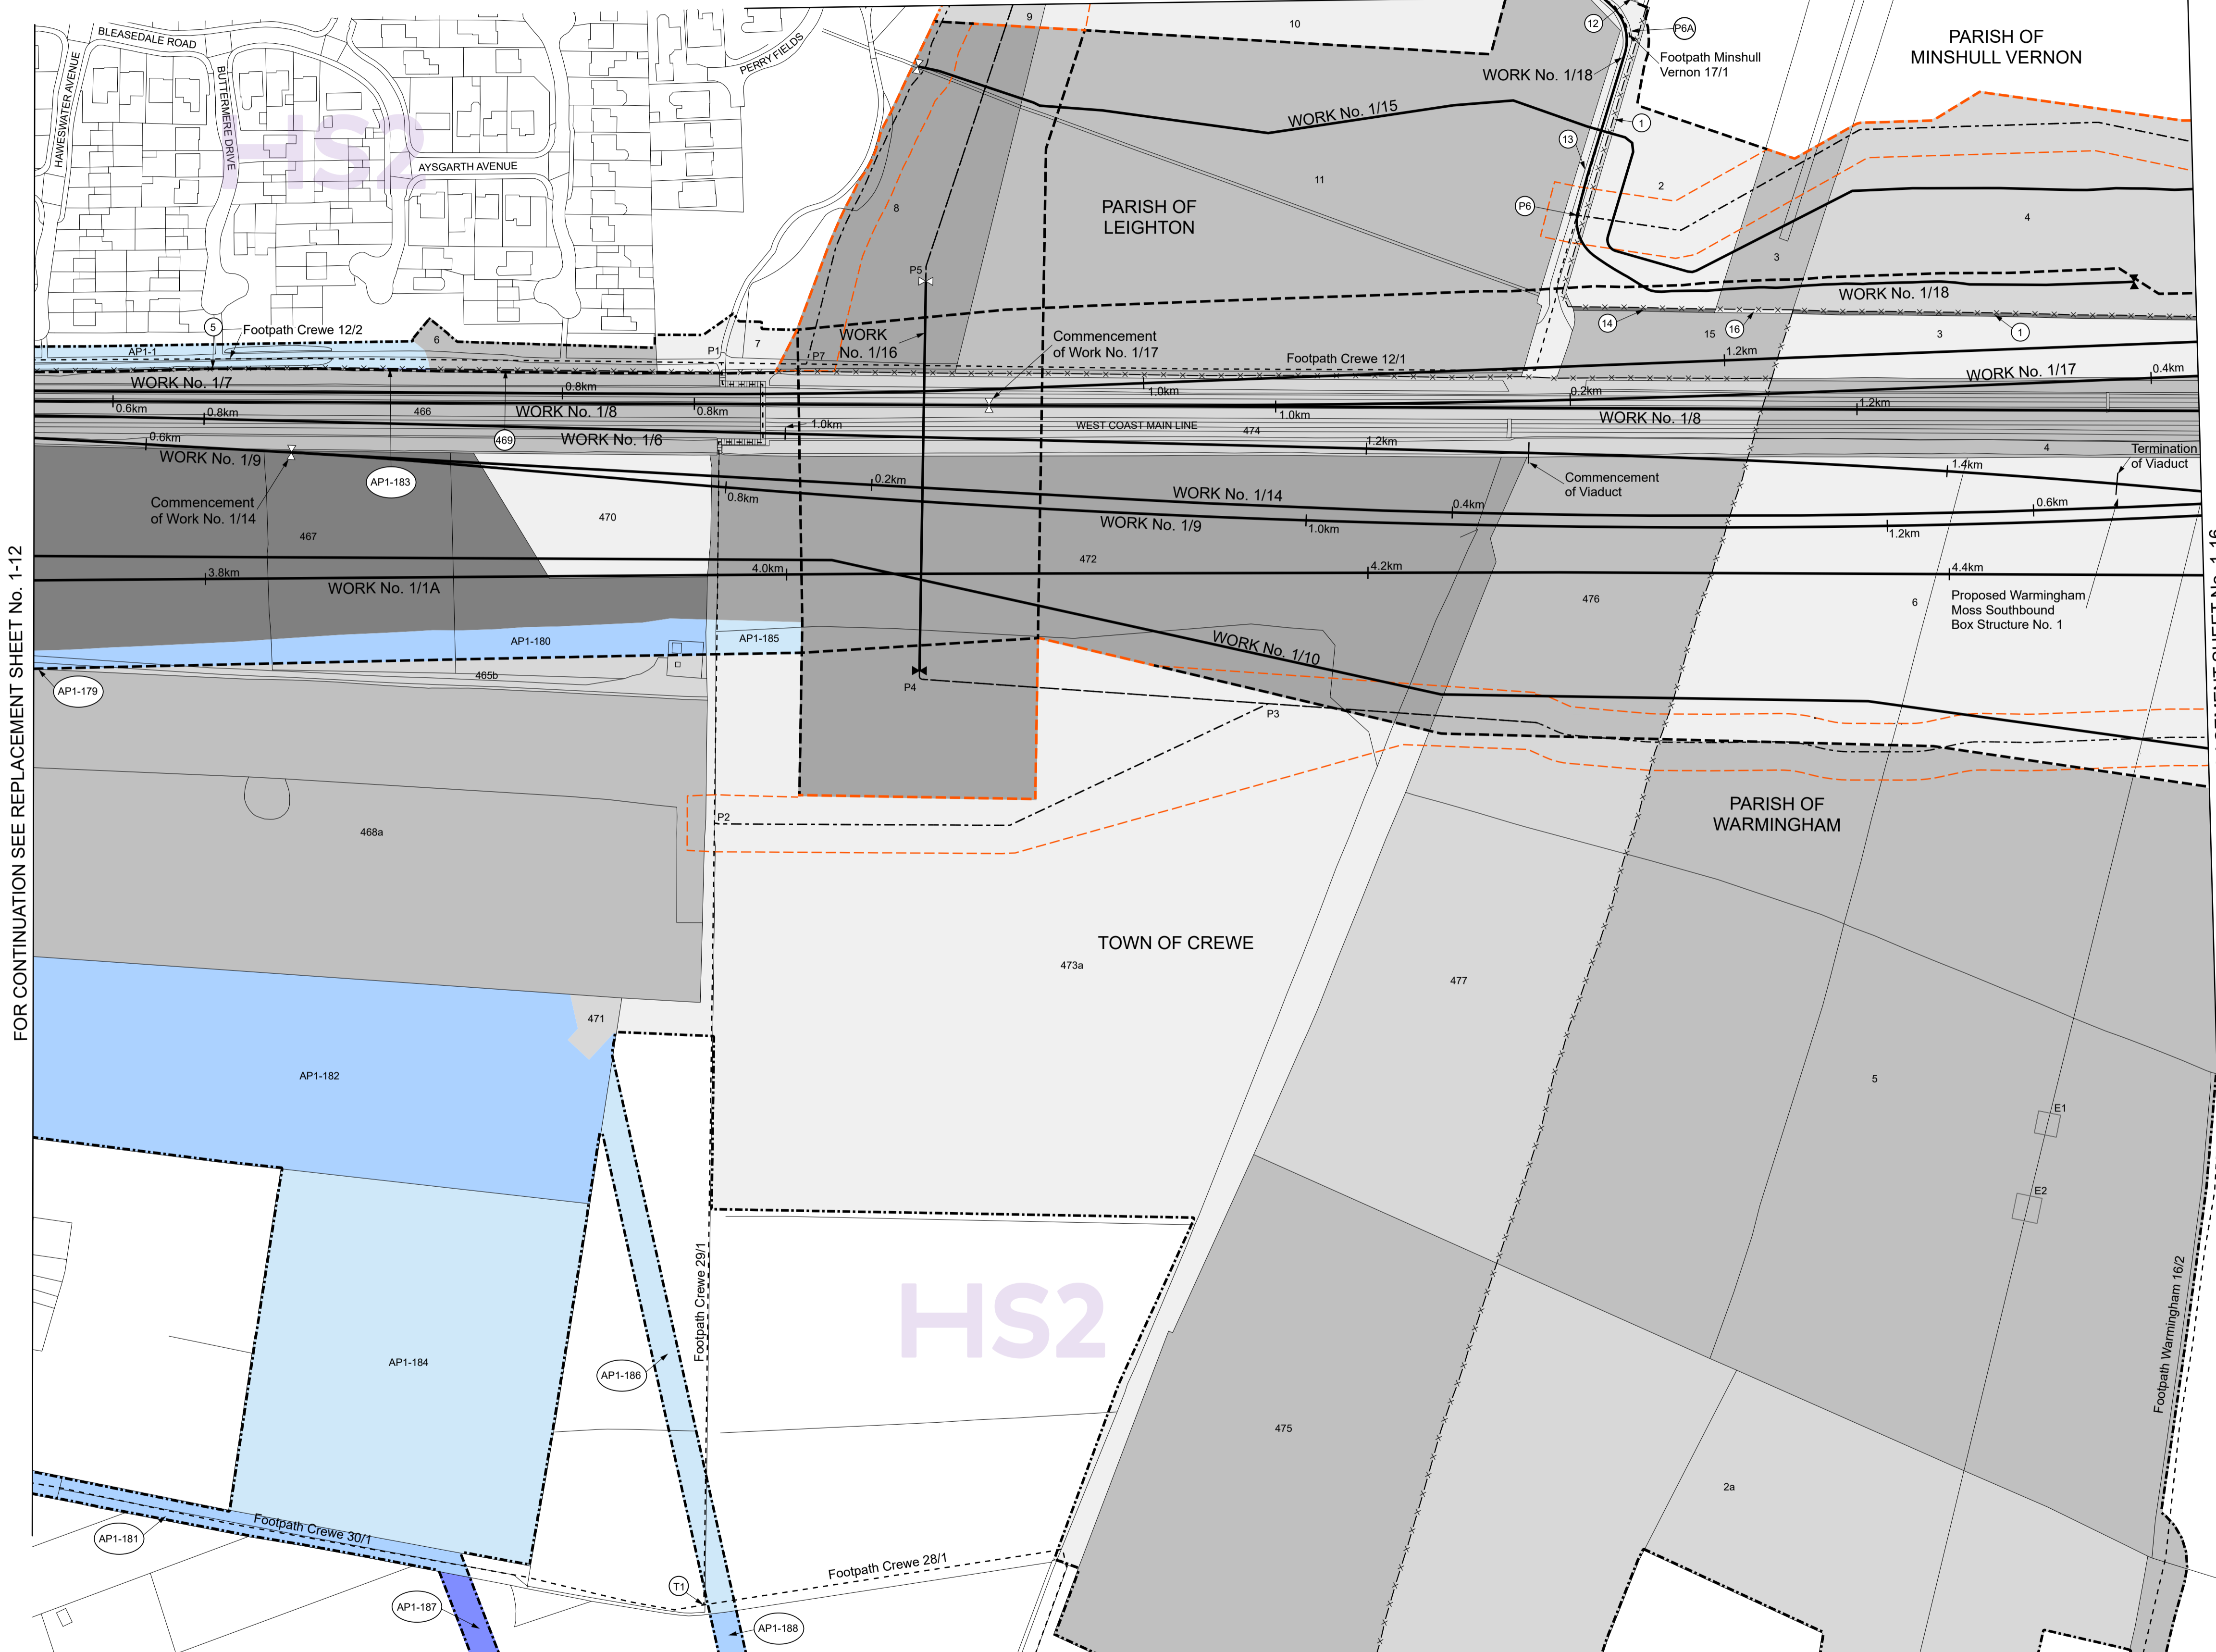 BLEASEDALE ROAD
HAWESWATER AVENUE
BUTTERMERE DRIVE
AYSGARTH AVENUE
PERRY FIELDS
HS2
9
10
12
P6A
Footpath Minshull
Vernon 17/1
PARISH OF
MINSHULL VERNON
WORK No. 1/18
WORK No. 1/15
1
13
11
2
8
PARISH OF
LEIGHTON
P6
4
3
P5
WORK No. 1/18
5
Footpath Crewe 12/2
6
7
WORK
No. 1/16
Commencement
of Work No. 1/17
14
15
16
3
1
AP1-1
P1
P7
Footpath Crewe 12/1
1.2km
WORK No. 1/7
0.8km
1.0km
0.2km
WORK No. 1/17
0.4km
0.6km
0.8km
466
WORK No. 1/8
0.8km
1.0km
WORK No. 1/8
1.2km
469
WORK No. 1/6
1.0km
WEST COAST MAIN LINE
474
1.2km
4
0.6km
WORK No. 1/9
Termination
of Viaduct
1.4km
AP1-183
Commencement
of Work No. 1/14
0.8km
0.2km
WORK No. 1/14
0.4km
Commencement
of Viaduct
0.6km
470
467
WORK No. 1/9
1.0km
1.2km
472
3.8km
WORK No. 1/1A
4.0km
4.2km
4.4km
476
6
Proposed Warmingham
Moss Southbound
Box Structure No. 1
AP1-180
AP1-185
WORK No. 1/10
465b
AP1-179
P4
P3
P2
FOR CONTINUATION SEE REPLACEMENT SHEET No. 1-12
468a
PARISH OF
WARMINGHAM
TOWN OF CREWE
473a
477
471
AP1-182
5
E1
E2
Footpath Crewe 29/1
HS2
Footpath Warmingham 16/2
AP1-184
AP1-186
475
2a
AP1-181
Footpath Crewe 30/1
Footpath Crewe 28/1
T1
AP1-187
AP1-188